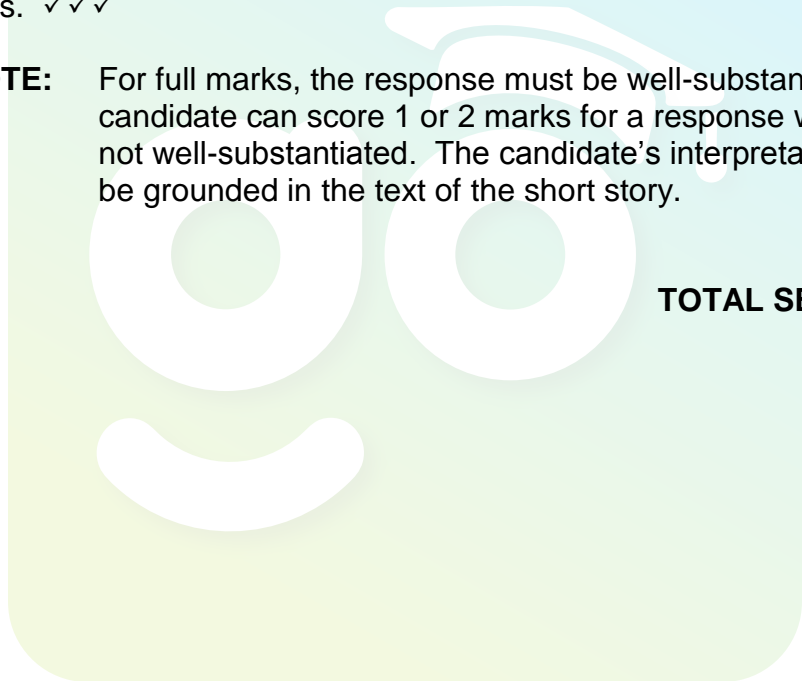 s. ✓✓✓
TE: For full marks, the response must be well-substan
candidate can score 1 or 2 marks for a response w
not well-substantiated. The candidate's interpreta
be grounded in the text of the short story.
TOTAL SE
go